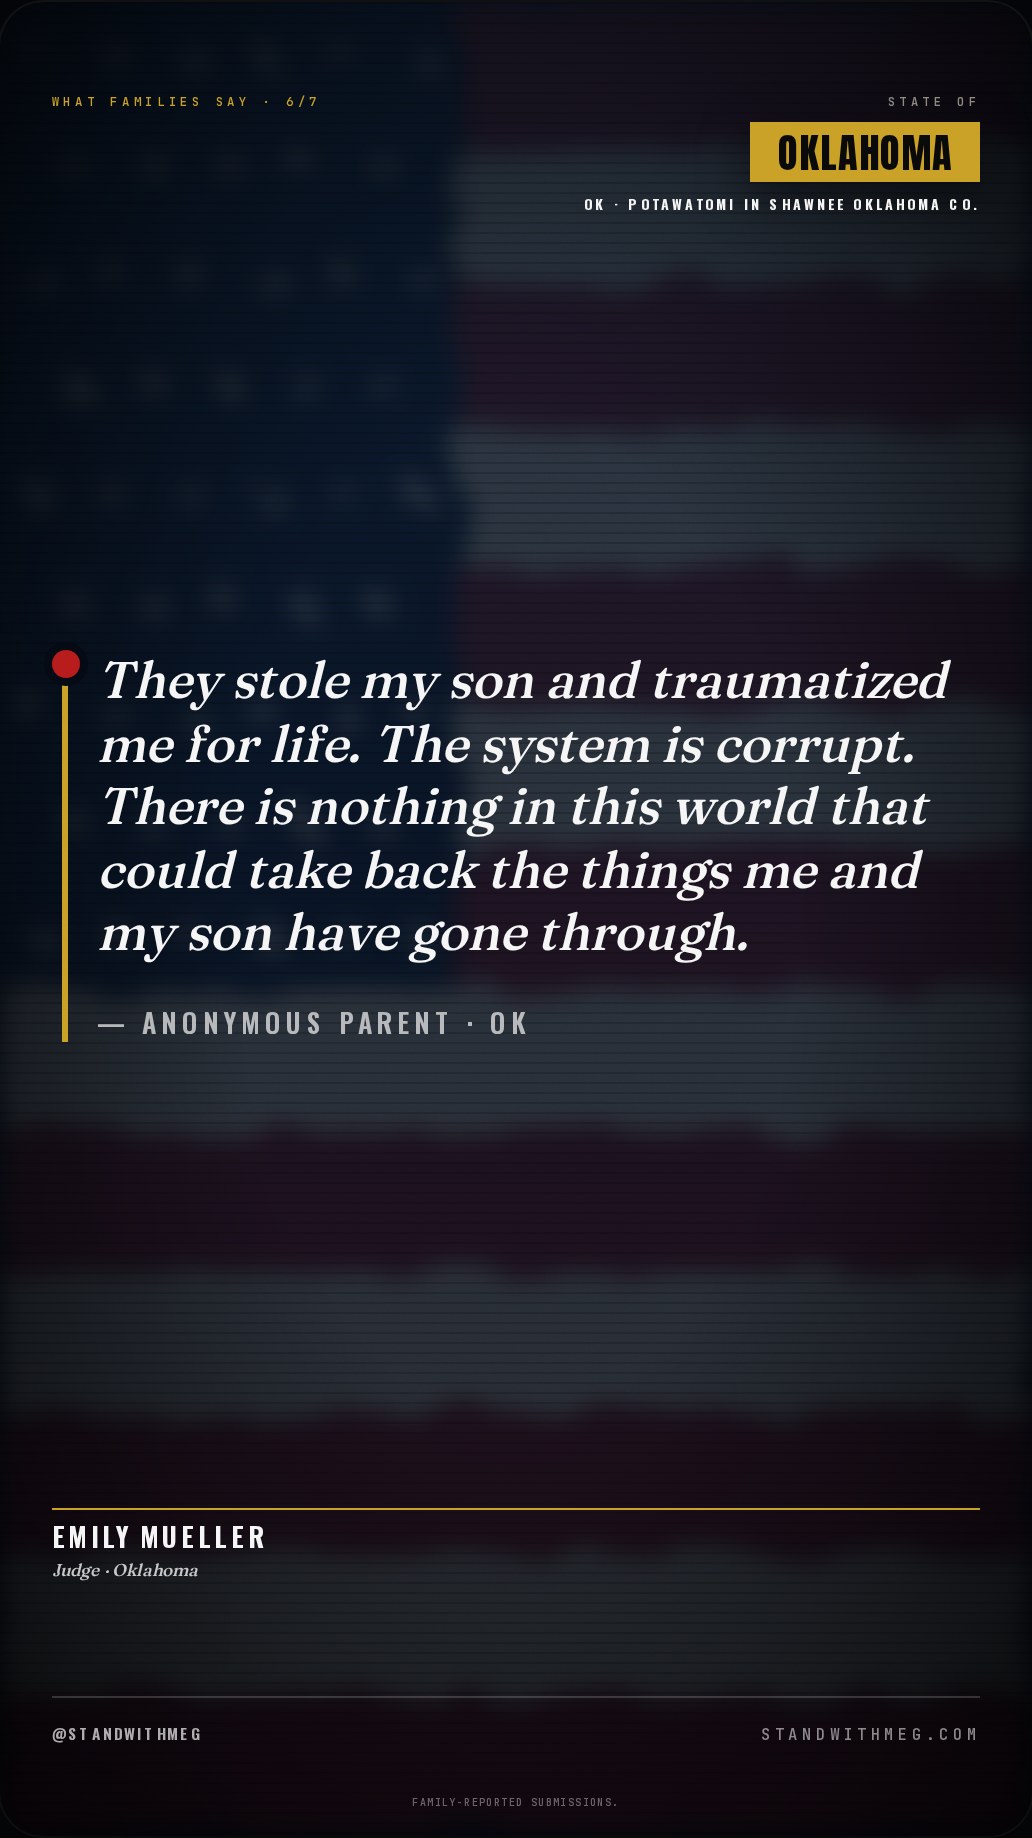 WHAT FAMILIES SAY · 6/7
STATE OF
OKLAHOMA
OK · POTAWATOMI IN SHAWNEE OKLAHOMA CO.
They stole my son and traumatized
me for life. The system is corrupt.
There is nothing in this world that
could take back the things me and
my son have gone through.
— ANONYMOUS PARENT · OK
EMILY MUELLER
Judge · Oklahoma
@STANDWITHMEG
STANDWITHMEG.COM
FAMILY-REPORTED SUBMISSIONS.